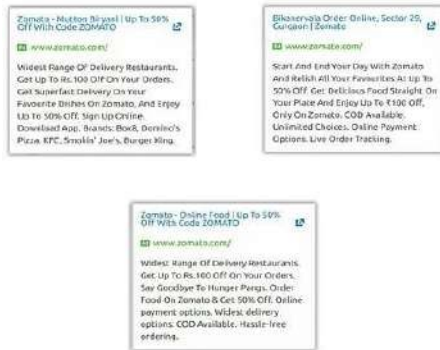 Zomato - Mutton Biryani | Up To 50%
Off With Code ZOMATO
Ad www.zomato.com/
Widest Range Of Delivery Restaurants.
Get Up To Rs. 100 Off On Your Orders.
Get Superfast Delivery On Your
Favourite Dishes On Zomato, And Enjoy
Up To 50% Off. Sign Up Online.
Download App. Brands: Box8, Domino's
Pizza, KFC, Smokin' Joe's, Burger King.
Bikanervala Order Online, Sector 29,
Gurgaon | Zomato
Ad www.zomato.com/
Start And End Your Day With Zomato
And Relish All Your Favourites At Up To
50% Off. Get Delicious Food Straight On
Your Place And Enjoy Up To ₹100 Off,
Only On Zomato. COD Available.
Unlimited Choices. Online Payment
Options. Live Order Tracking.
Zomato - Online Food | Up To 50%
Off With Code ZOMATO
Ad www.zomato.com/
Widest Range Of Delivery Restaurants.
Get Up To Rs.100 Off On Your Orders.
Say Goodbye To Hunger Pangs. Order
Food On Zomato & Get 50% Off. Online
payment options. Widest delivery
options. COD Available. Hassle-free
ordering.